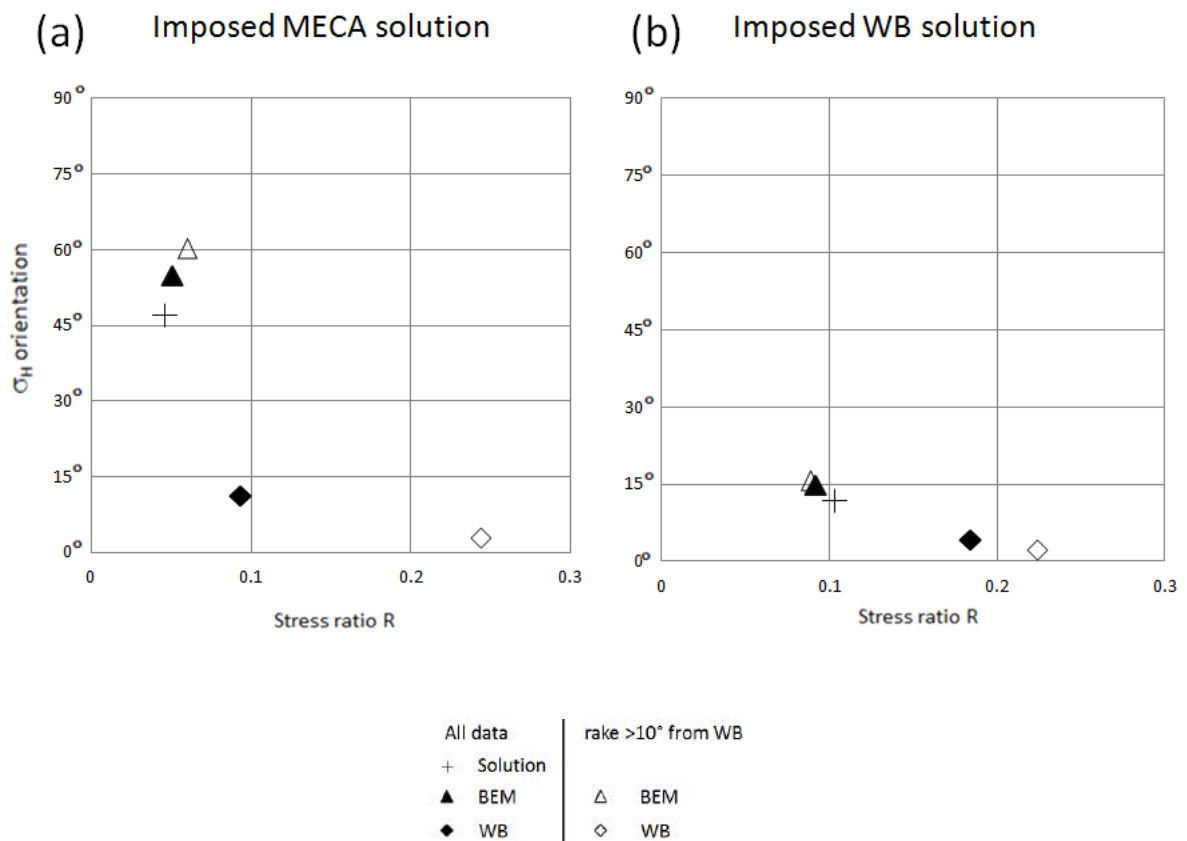 (a) Imposed MECA solution
(b) Imposed WB solution
90°
75°
60°
45°
30°
15°
0°
σH orientation
0 0.1 0.2 0.3
Stress ratio R
90°
75°
60°
45°
30°
15°
0°
0 0.1 0.2 0.3
Stress ratio R
All data rake >10° from WB
Solution
BEM BEM
WB WB